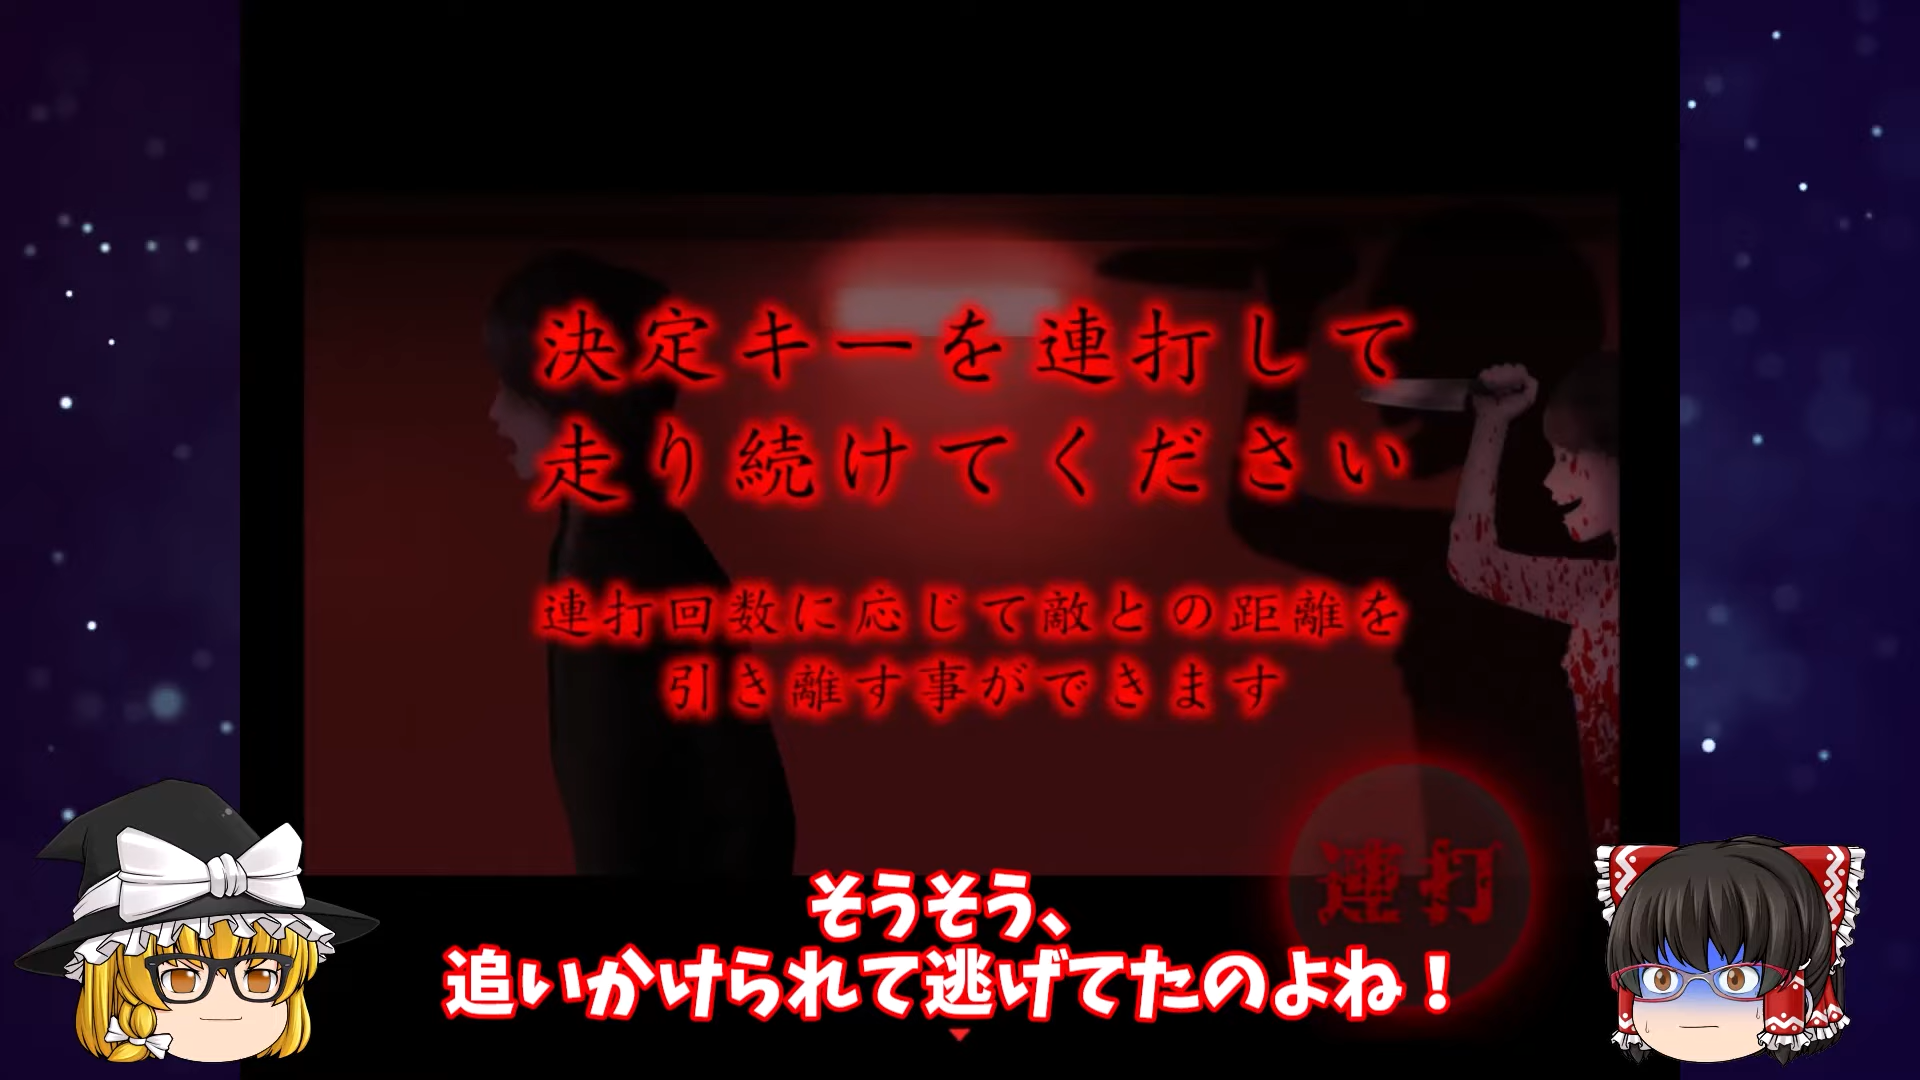 決定キーを連打して
走り続けてください
連打回数に応じて敵との距離を
引き離す事ができます
連打
そうそう、
追いかけられて逃げてたのよね！